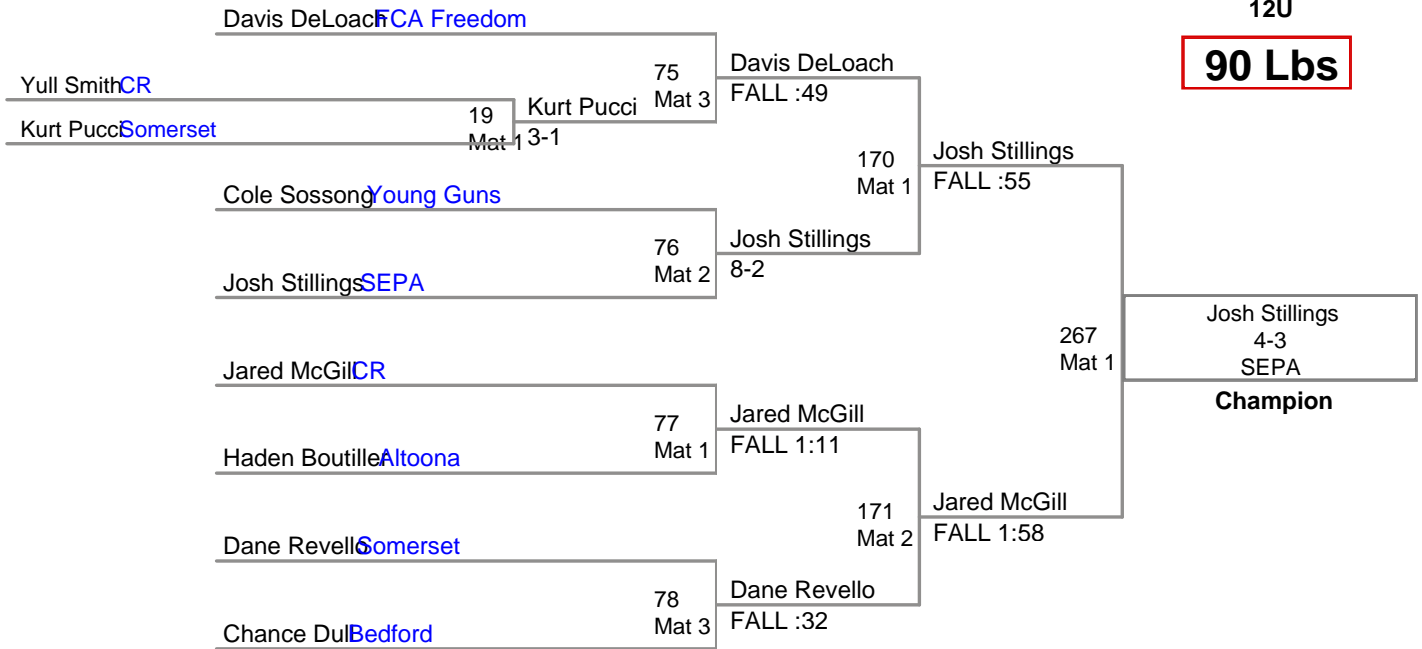 12U
90 Lbs
Davis DeLoach FCA Freedom
Yull Smith CR
Kurt Pucci Somerset
19
Mat 1
Kurt Pucci
3-1
75
Mat 3
Davis DeLoach
FALL :49
Cole Sossong Young Guns
Josh Stillings SEPA
76
Mat 2
Josh Stillings
8-2
170
Mat 1
Josh Stillings
FALL :55
Jared McGill CR
Haden Boutiller Altoona
77
Mat 1
Jared McGill
FALL 1:11
Dane Revello Somerset
Chance Dull Bedford
78
Mat 3
Dane Revello
FALL :32
171
Mat 2
Jared McGill
FALL 1:58
267
Mat 1
Josh Stillings
4-3
SEPA
Champion